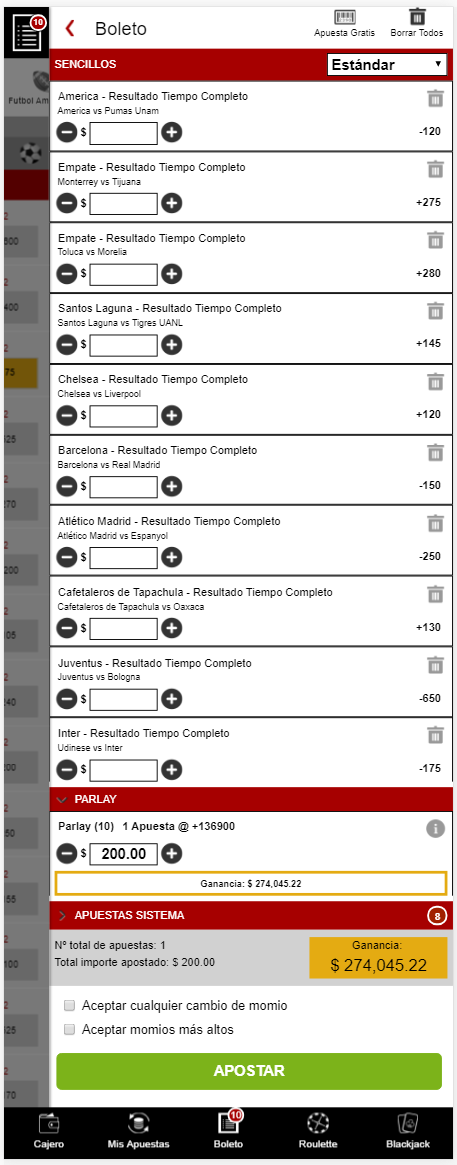 10
Boleto
Apuesta Gratis
Borrar Todos
SENCILLOS
Estándar
Futbol Am
America - Resultado Tiempo Completo
America vs Pumas Unam
$
-120
Empate - Resultado Tiempo Completo
Monterrey vs Tijuana
$
+275
Empate - Resultado Tiempo Completo
Toluca vs Morelia
$
+280
Santos Laguna - Resultado Tiempo Completo
Santos Laguna vs Tigres UANL
$
+145
Chelsea - Resultado Tiempo Completo
Chelsea vs Liverpool
$
+120
Barcelona - Resultado Tiempo Completo
Barcelona vs Real Madrid
$
-150
Atlético Madrid - Resultado Tiempo Completo
Atlético Madrid vs Espanyol
$
-250
Cafetaleros de Tapachula - Resultado Tiempo Completo
Cafetaleros de Tapachula vs Oaxaca
$
+130
Juventus - Resultado Tiempo Completo
Juventus vs Bologna
$
-650
Inter - Resultado Tiempo Completo
Udinese vs Inter
$
-175
PARLAY
Parlay (10) 1 Apuesta @ +136900
$ 200.00
Ganancia: $ 274,045.22
APUESTAS SISTEMA 8
Nº total de apuestas: 1
Total importe apostado: $ 200.00
Ganancia:
$ 274,045.22
Aceptar cualquier cambio de momio
Aceptar momios más altos
APOSTAR
10
Cajero
Mis Apuestas
Boleto
Roulette
Blackjack